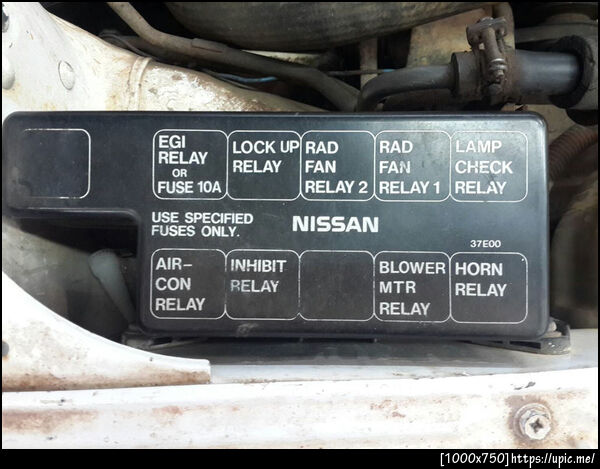 EGI
RELAY
OR
FUSE 10A
LOCK UP
RELAY
RAD
FAN
RELAY 2
RAD
FAN
RELAY 1
LAMP
CHECK
RELAY
USE SPECIFIED
FUSES ONLY.
NISSAN
37E00
AIR-
CON
RELAY
INHIBIT
RELAY
BLOWER
MTR
RELAY
HORN
RELAY
[1000x750]https://upic.me/